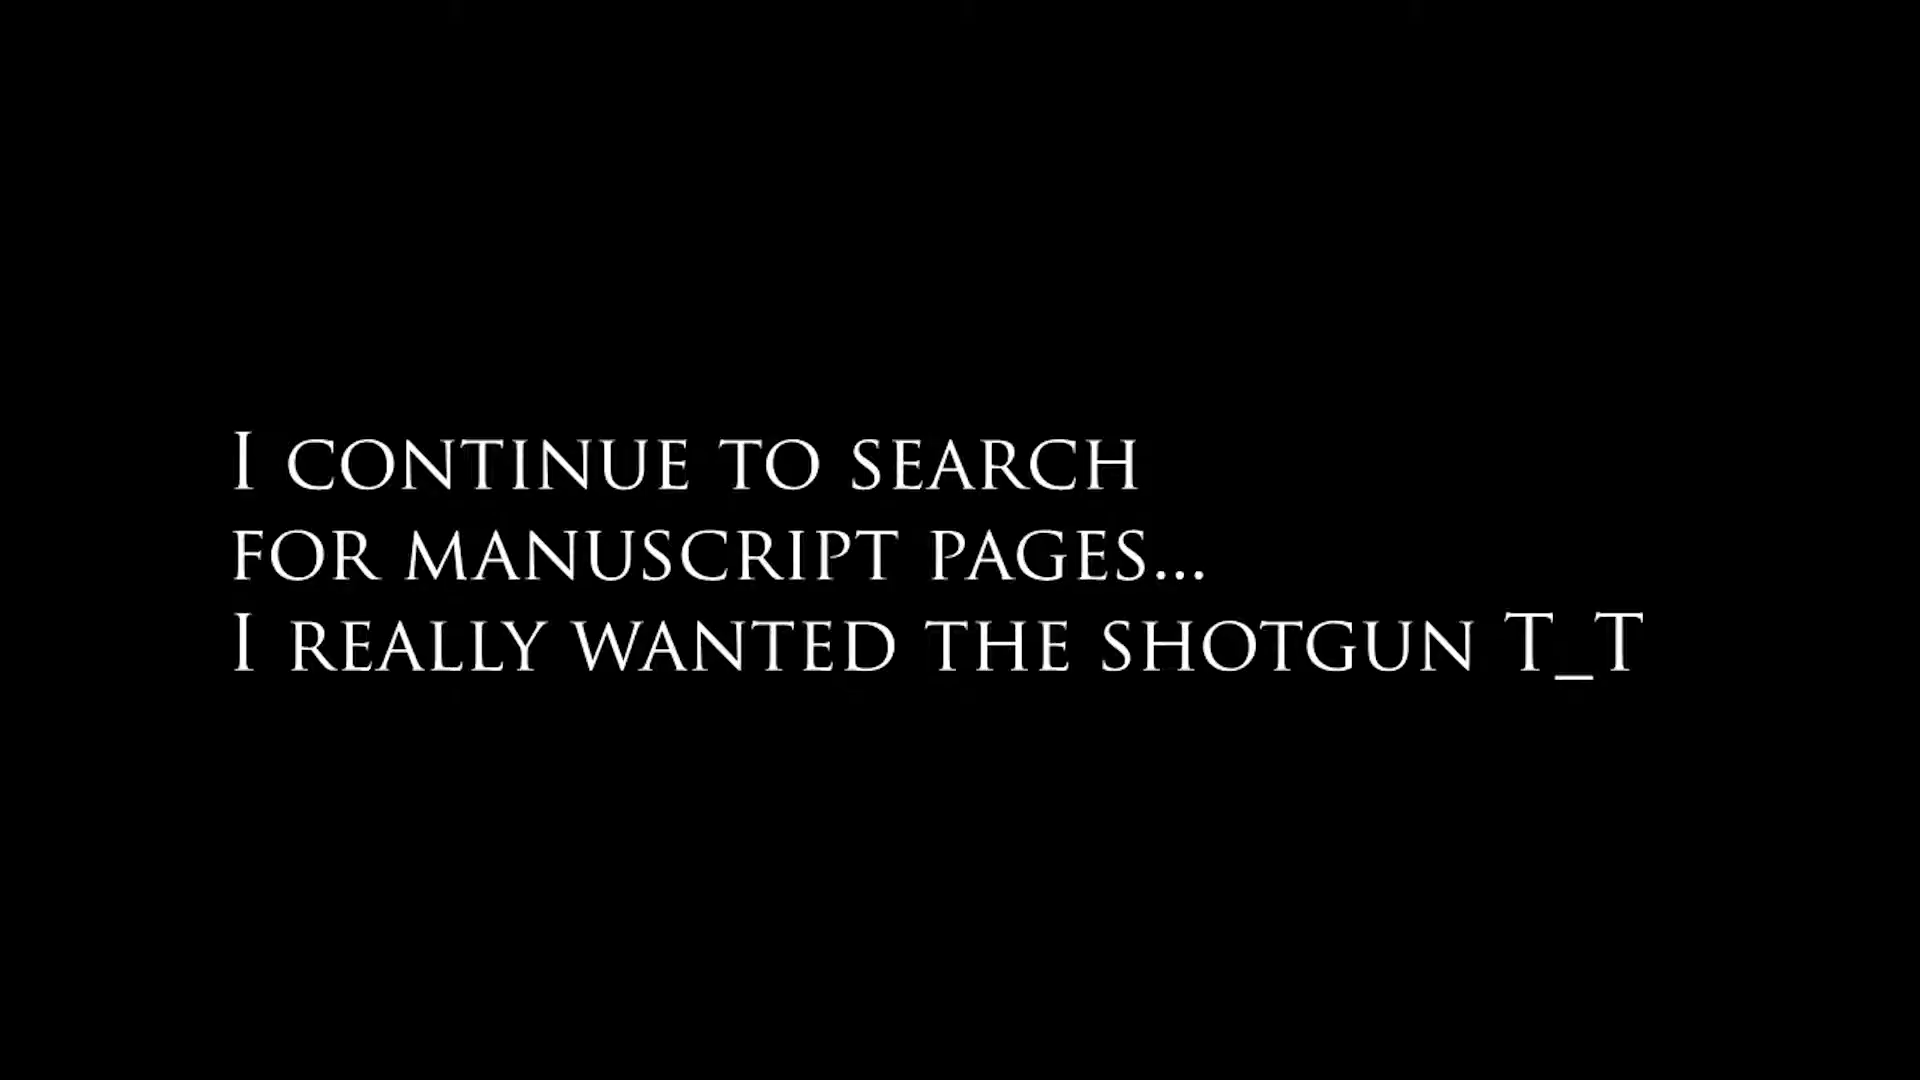 I continue to search
for manuscript pages...
I really wanted the shotgun T_T